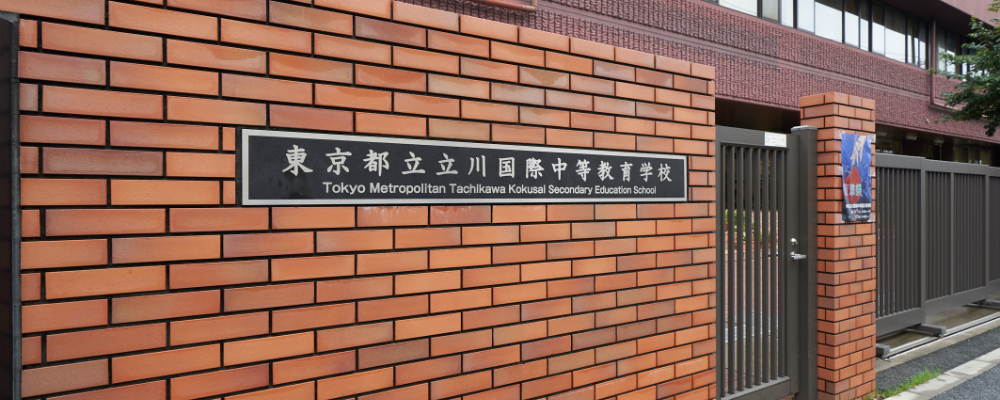 東京都立立川国際中等教育学校
Tokyo Metropolitan Tachikawa Kokusai Secondary Education School